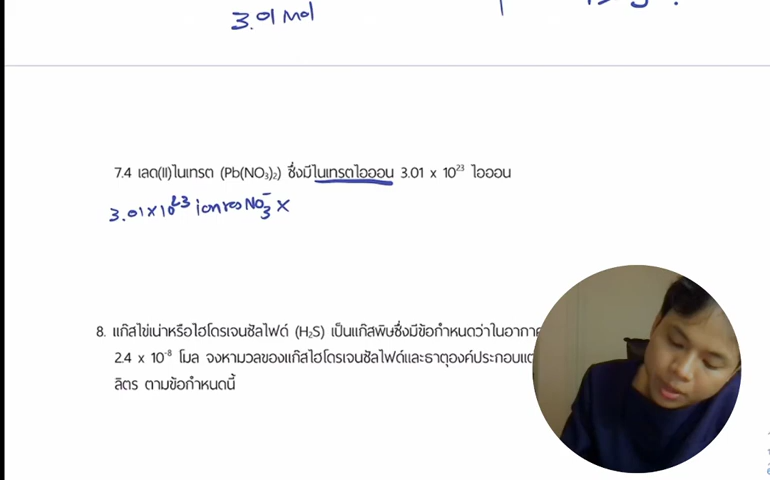 3.01 mol
7.4 เลด(II)ไนเทรต (Pb(NO₃)₂) ซึ่งมีไนเทรตไอออน 3.01 x 10²³ ไอออน
3.01 × 10²³ ion NO₃⁻ ×
8. แก๊สไข่เน่าหรือไฮโดรเจนซัลไฟด์ (H₂S) เป็นแก๊สพิษซึ่งมีข้อกำหนดว่าในอากาศ
2.4 x 10⁻⁸ โมล จงหามวลของแก๊สไฮโดรเจนซัลไฟด์และธาตุองค์ประกอบแต่
ลิตร ตามข้อกำหนดนี้